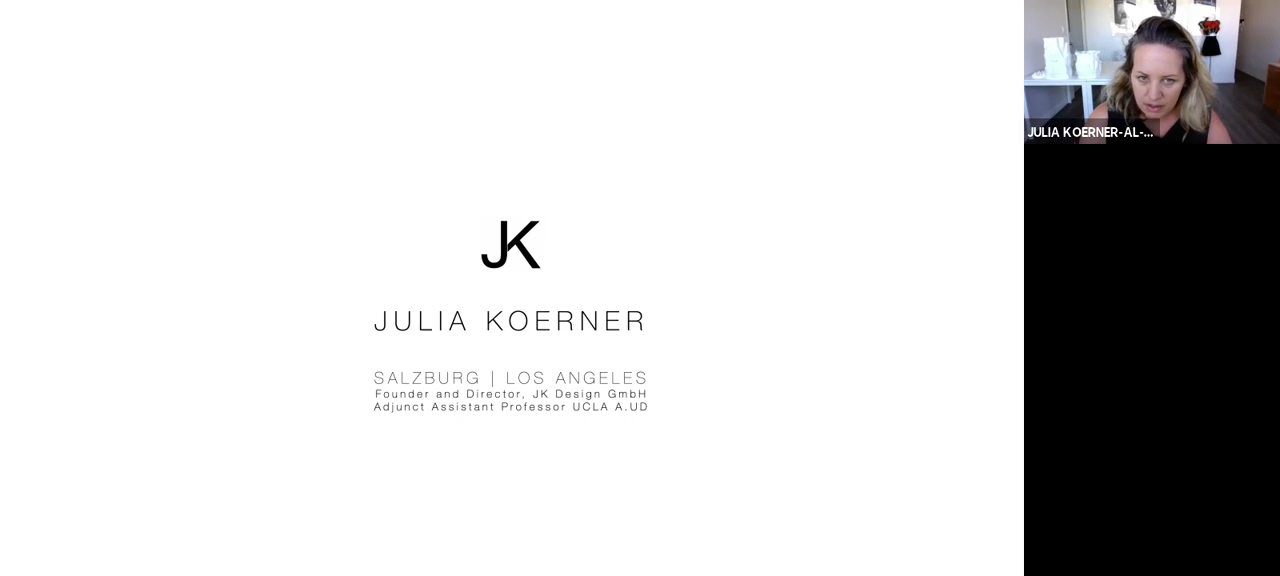 JK
JULIA KOERNER
SALZBURG | LOS ANGELES
Founder and Director, JK Design GmbH
Adjunct Assistant Professor UCLA A.UD
JULIA KOERNER-AL-...